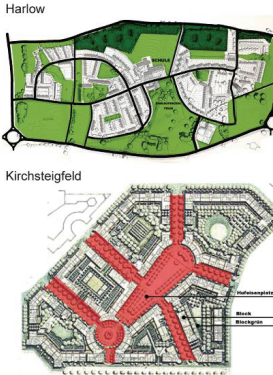 Harlow
SCHULE
Kirchsteigfeld
Hufeisenplatz
Block
Blockgrün